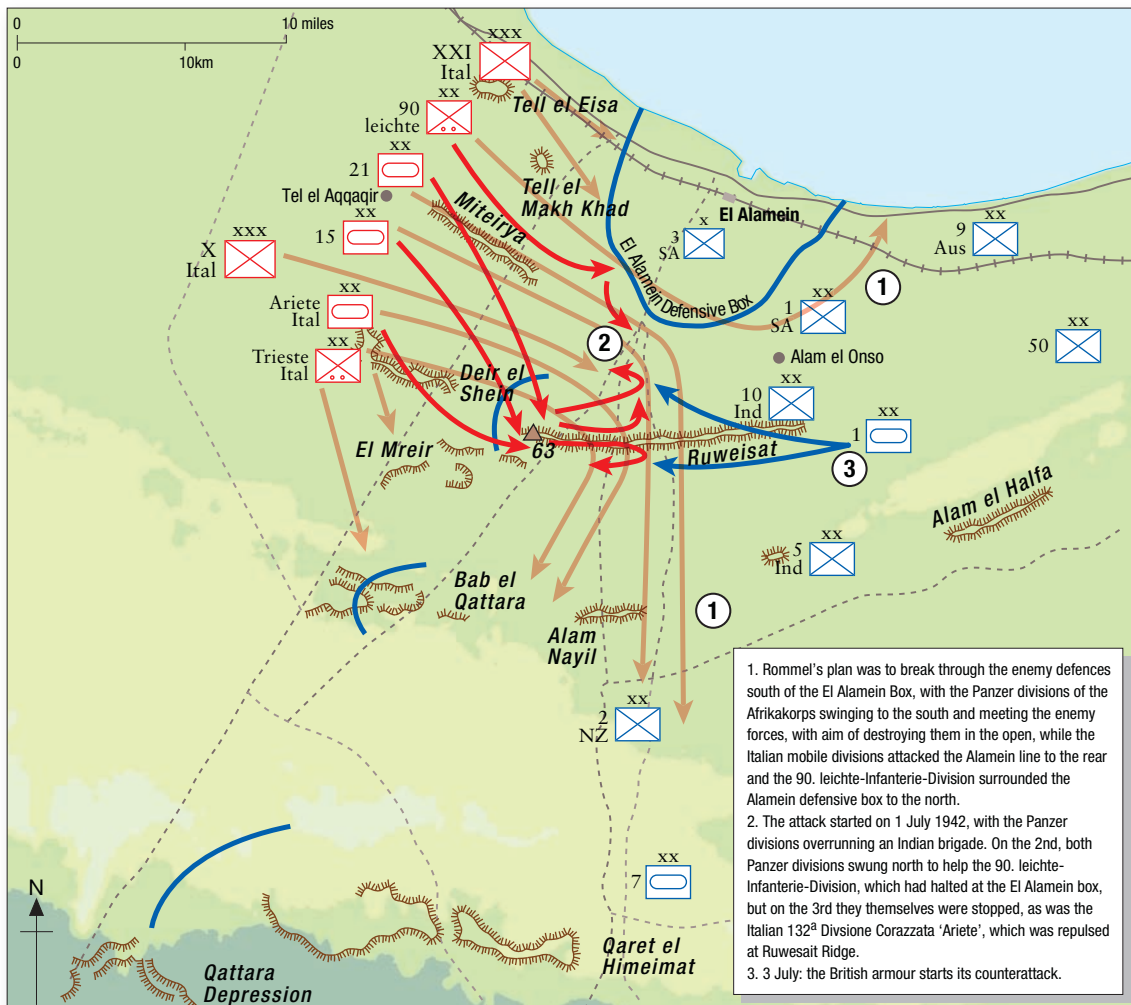 0 10 miles
0 10km
XXX
XXI
Ital
xx
90
leichte
Tell el Eisa
xx
21
Tel el Aqqaqir
Tell el
Makh Khad
Miteirya
El Alamein
x
3
SA
xx
9
Aus
xx
15
xxx
X
Ital
El Alamein Defensive Box
1
xx
1
SA
xx
50
xx
Ariete
Ital
xx
Trieste
Ital
2
Alam el Onso
Deir el
Shein
xx
10
Ind
xx
1
63
El Mreir
Ruweisat
3
Alam el Halfa
xx
5
Ind
Bab el
Qattara
1
Alam
Nayil
xx
2
NZ
xx
7
N
Qaret el
Himeimat
Qattara
Depression
1. Rommel’s plan was to break through the enemy defences
south of the El Alamein Box, with the Panzer divisions of the
Afrikakorps swinging to the south and meeting the enemy
forces, with aim of destroying them in the open, while the
Italian mobile divisions attacked the Alamein line to the rear
and the 90. leichte-Infanterie-Division surrounded the
Alamein defensive box to the north.
2. The attack started on 1 July 1942, with the Panzer
divisions overrunning an Indian brigade. On the 2nd, both
Panzer divisions swung north to help the 90. leichte-
Infanterie-Division, which had halted at the El Alamein box,
but on the 3rd they themselves were stopped, as was the
Italian 132ª Divsione Corazzata ‘Ariete’, which was repulsed
at Ruwesait Ridge.
3. 3 July: the British armour starts its counterattack.